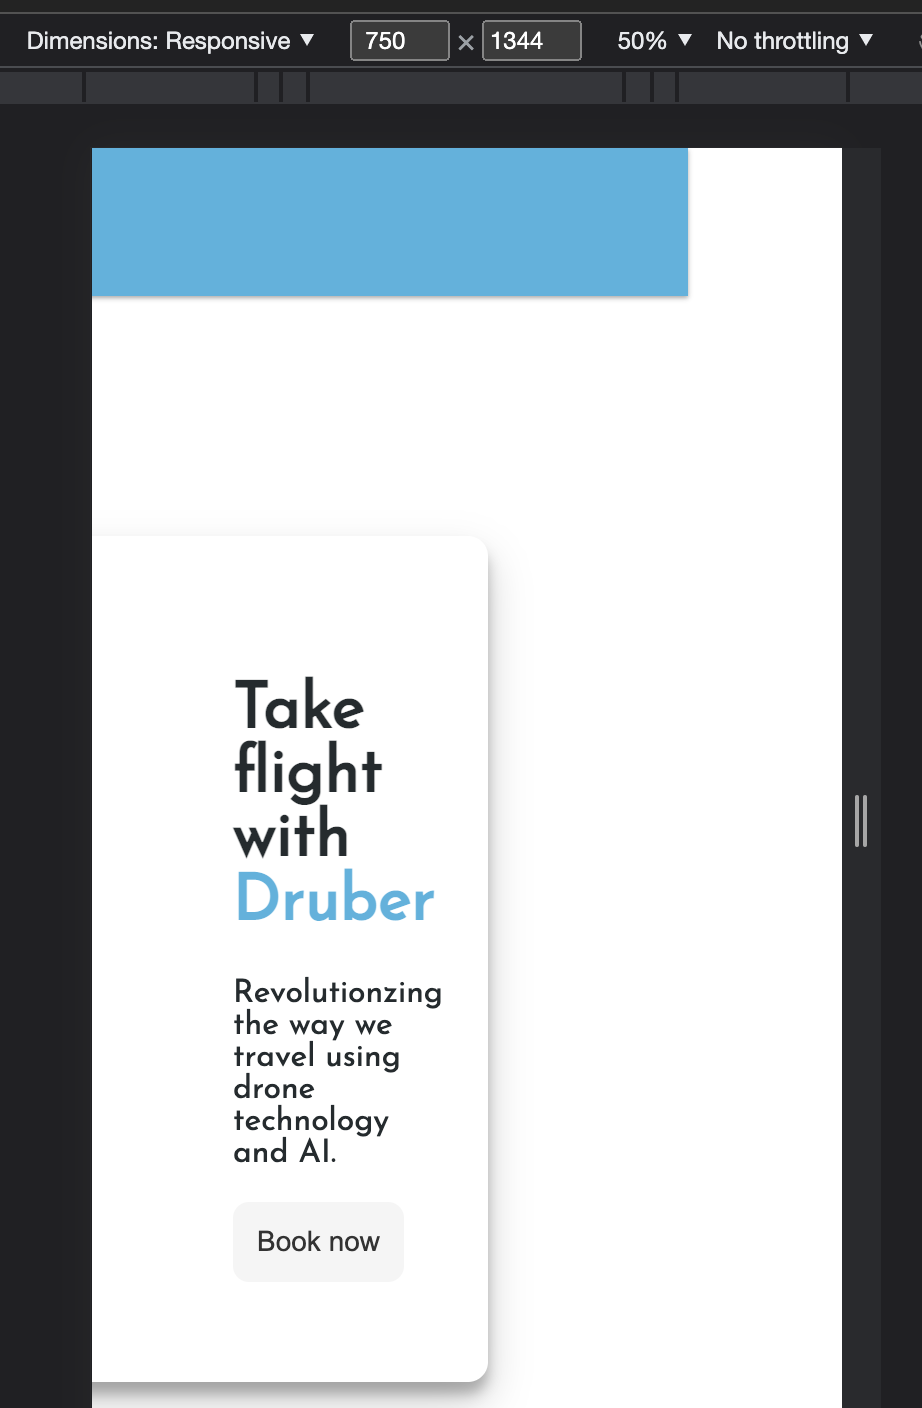 Dimensions: Responsive ▼ 750 × 1344 50% ▼ No throttling ▼
Take
flight
with
Druber
Revolutionzing
the way we
travel using
drone
technology
and AI.
Book now